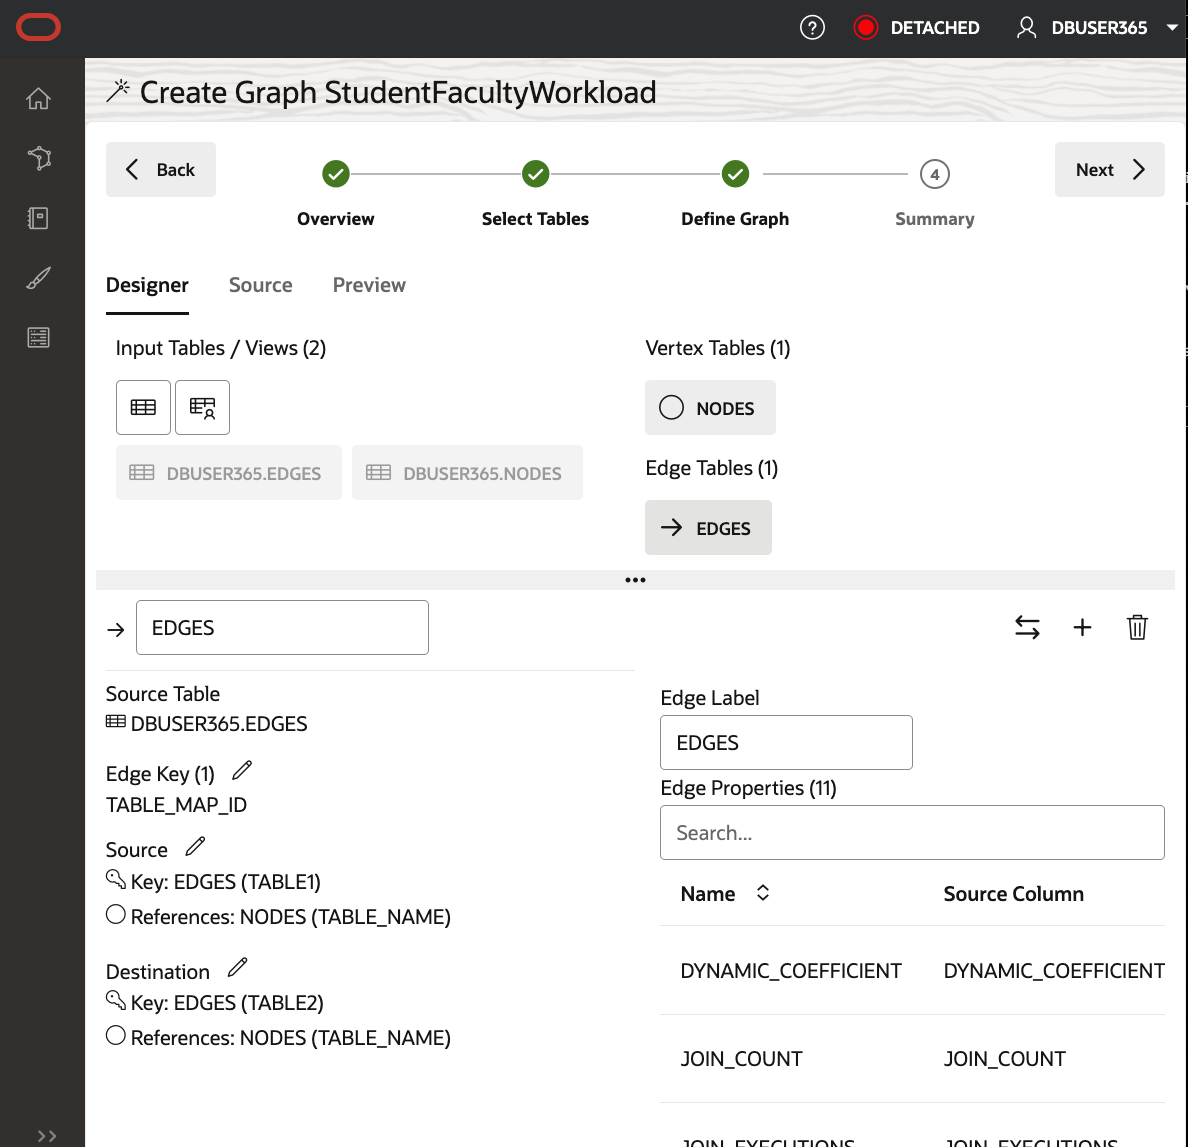 DETACHED DBUSER365
Create Graph StudentFacultyWorkload
Back
4
Next
Overview Select Tables Define Graph Summary
Designer Source Preview
Input Tables / Views (2)
DBUSER365.EDGES DBUSER365.NODES
Vertex Tables (1)
NODES
Edge Tables (1)
EDGES
EDGES
Source Table
DBUSER365.EDGES
Edge Key (1)
TABLE_MAP_ID
Source
Key: EDGES (TABLE1)
References: NODES (TABLE_NAME)
Destination
Key: EDGES (TABLE2)
References: NODES (TABLE_NAME)
Edge Label
EDGES
Edge Properties (11)
Search...
Name Source Column
DYNAMIC_COEFFICIENT DYNAMIC_COEFFICIENT
JOIN_COUNT JOIN_COUNT
JOIN_EXECUTIONS JOIN_EXECUTIONS